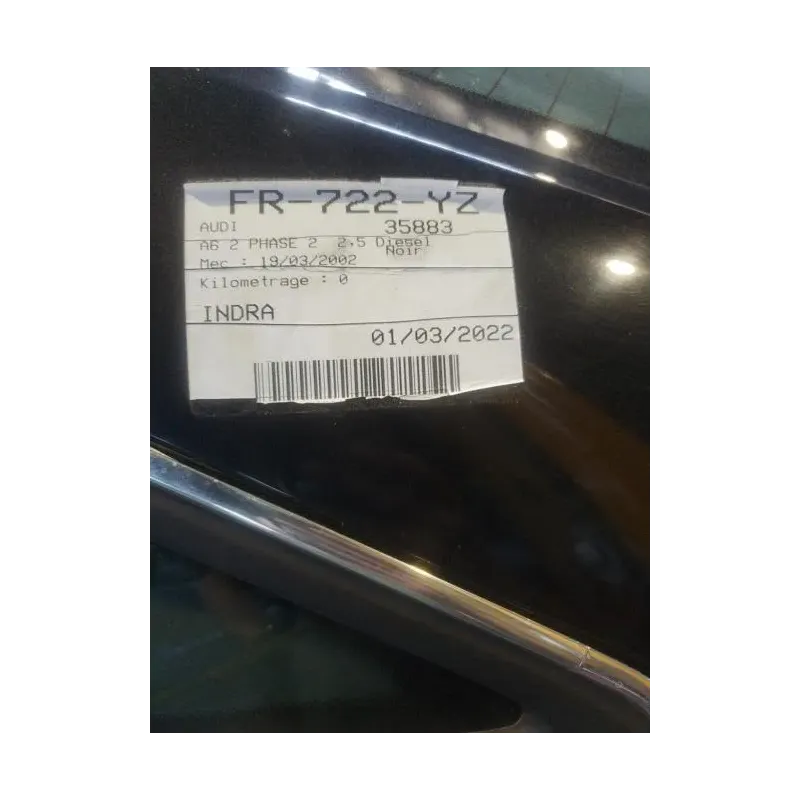 FR-722-YZ
AUDI 35883
A6 2 PHASE 2 2,5 Diesel
Noir
Mec : 19/03/2002
Kilometrage : 0
INDRA
01/03/2022